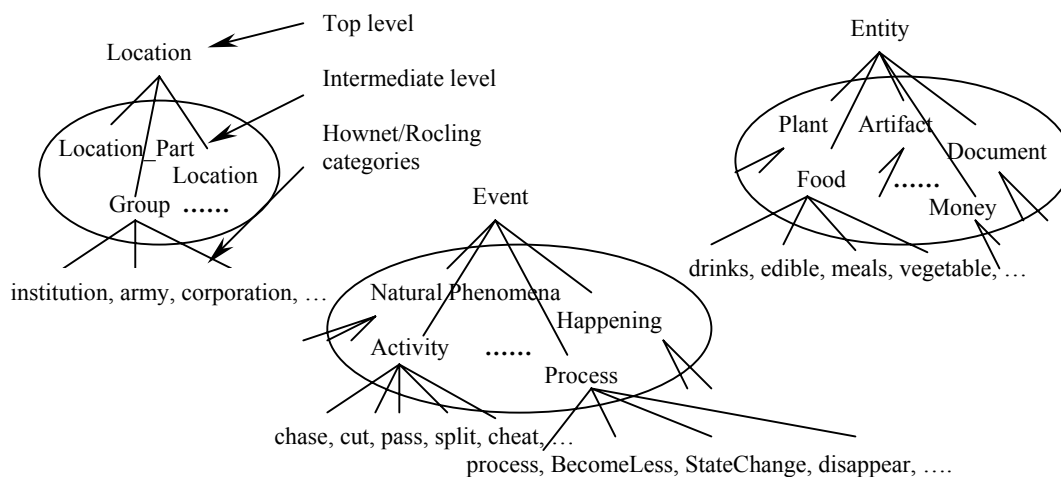 Top level
Location
Intermediate level
Hownet/Rocling
categories
Location_Part
Location
Group ......
institution, army, corporation, …
Entity
Plant
Artifact
Document
Food
......
Money
drinks, edible, meals, vegetable, …
Event
Natural Phenomena
Happening
Activity
......
Process
chase, cut, pass, split, cheat, …
process, BecomeLess, StateChange, disappear, ….